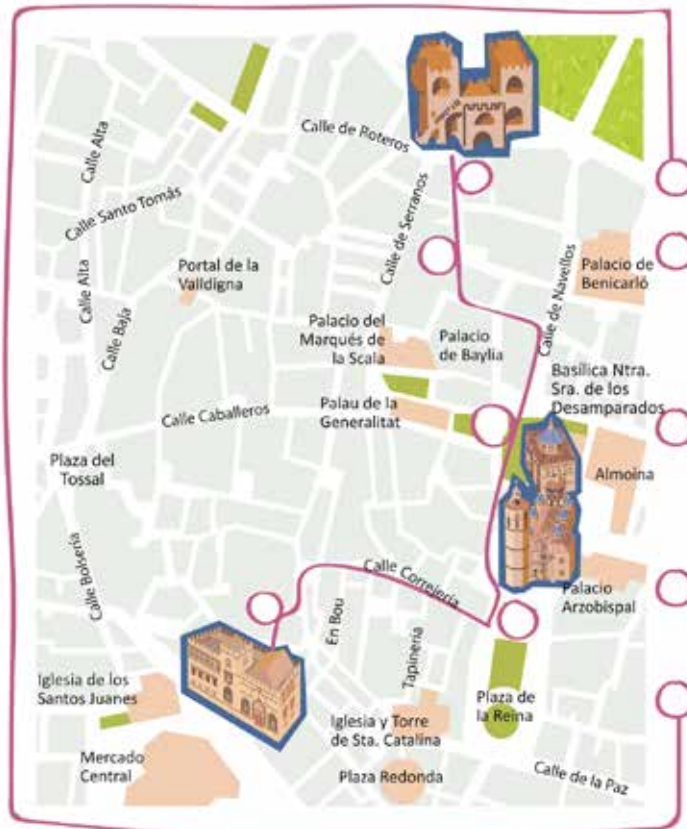 Calle de Roteros
Calle Alta
Calle Santo Tomás
Calle de Serranos
Calle de Navellos
Palacio de
Benicarló
Portal de la
Valldigna
Calle Alta
Calle Baja
Palacio del
Marqués de
la Scala
Palacio
de Baylia
Basílica Ntra.
Sra. de los
Desamparados
Calle Caballeros
Palau de la
Generalitat
Plaza del
Tossal
Almoina
Calle Bolsería
Calle Correjería
Palacio
Arzobispal
En Bou
Tapinería
Iglesia de los
Santos Juanes
Plaza de
la Reina
Iglesia y Torre
de Sta. Catalina
Mercado
Central
Plaza Redonda
Calle de la Paz